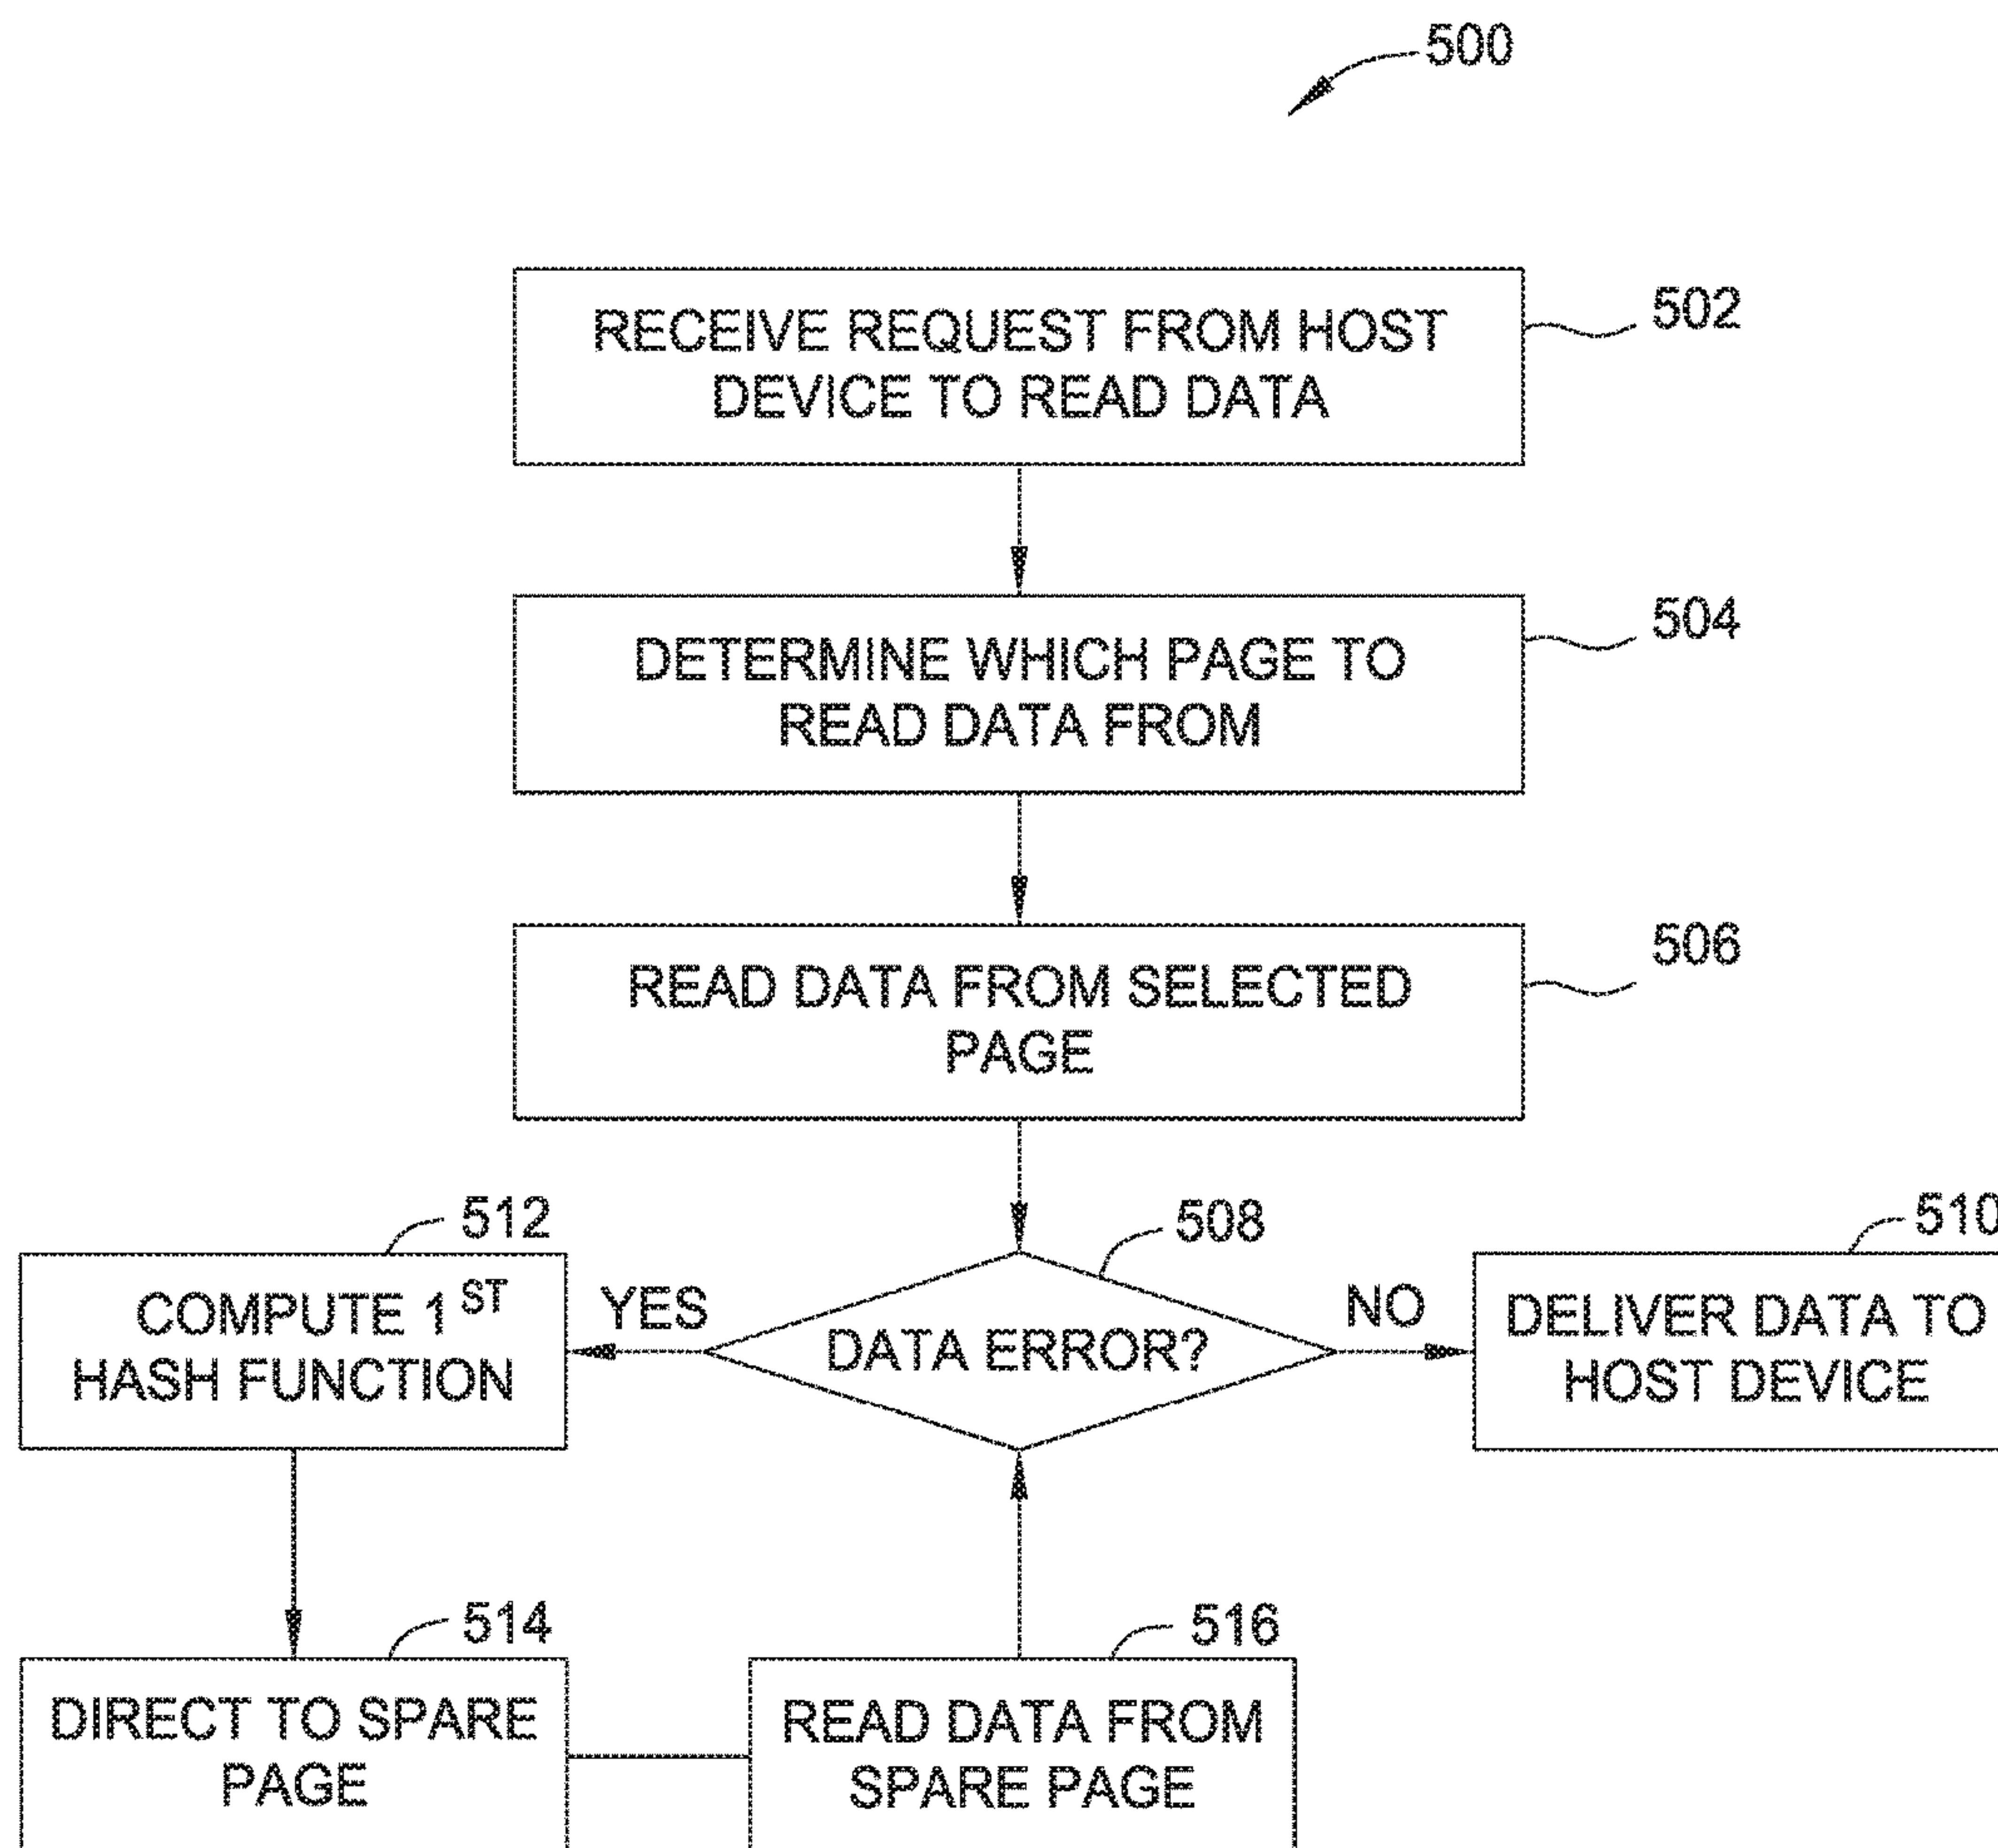 500
RECEIVE REQUEST FROM HOST
DEVICE TO READ DATA
502
DETERMINE WHICH PAGE TO
READ DATA FROM
504
READ DATA FROM SELECTED
PAGE
506
512
COMPUTE 1ST
HASH FUNCTION
YES
508
DATA ERROR?
NO
510
DELIVER DATA TO
HOST DEVICE
514
DIRECT TO SPARE
PAGE
516
READ DATA FROM
SPARE PAGE